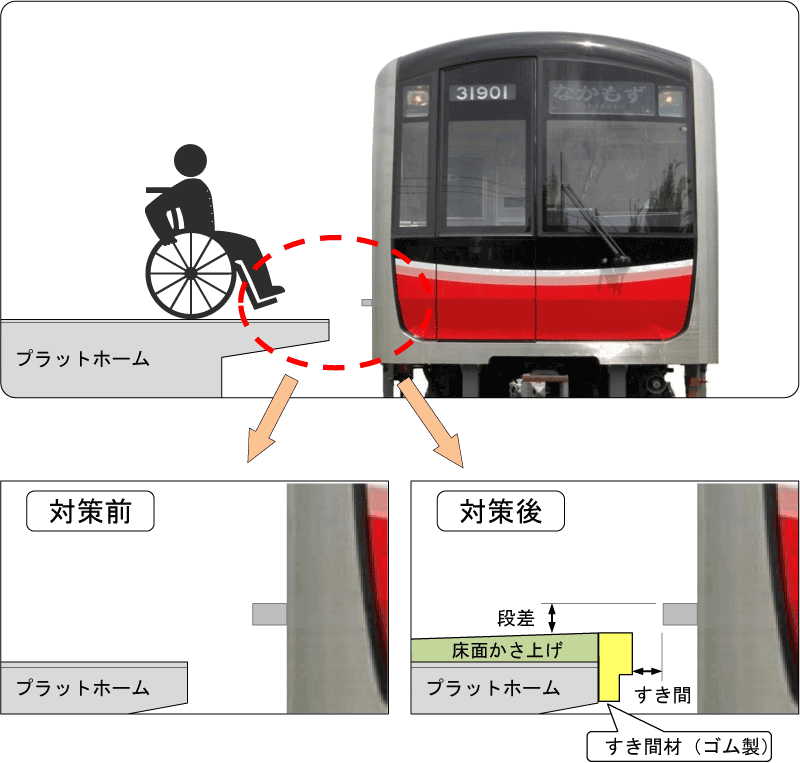 31901
なかもず
プラットホーム
対策前
対策後
段差
床面かさ上げ
プラットホーム
プラットホーム
すき間
すき間材（ゴム製）